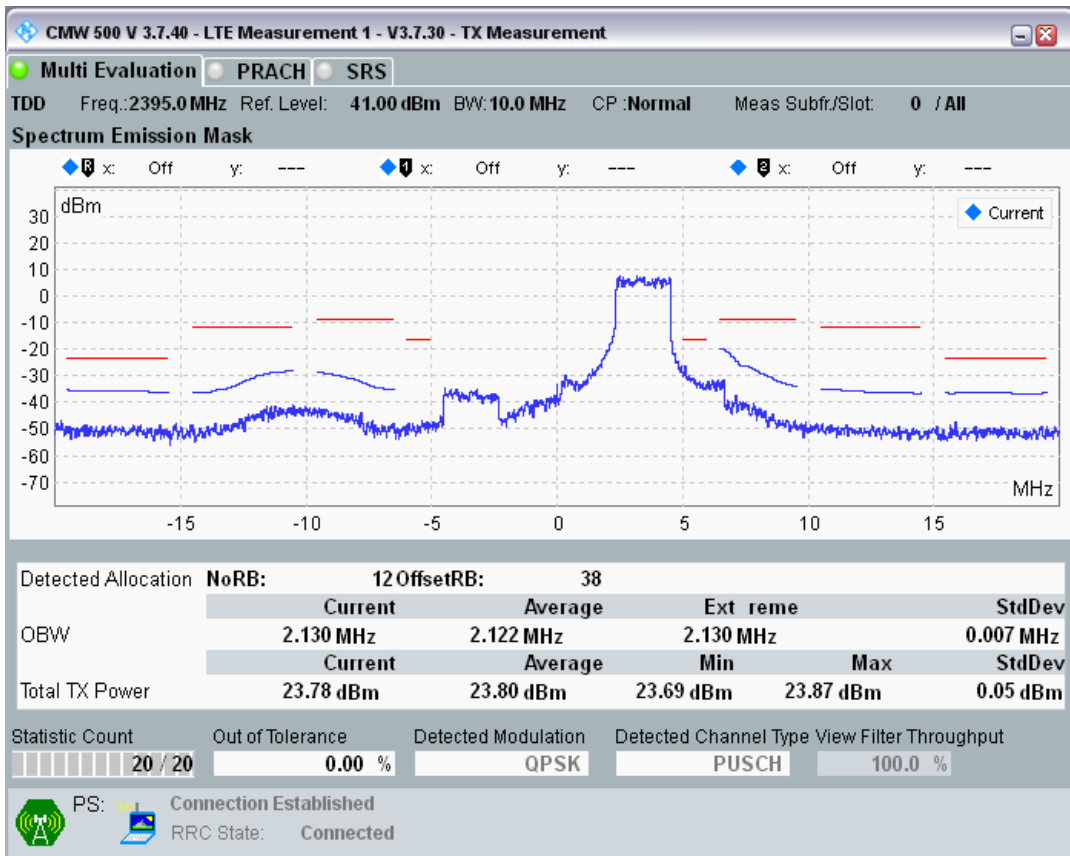 CMW 500 V 3.7.40 - LTE Measurement 1 - V3.7.30 - TX Measurement
Multi Evaluation PRACH SRS
TDD Freg.:2395.0 MHz Ref. Level: 41.00 dBm BW:10.0 MHz CP :Normal Meas Subfr./Slot: 0 / All
Spectrum Emission Mask
R x: Off y: --- 1 x: Off y: --- 2 x: Off y: ---
dBm
Current
30
20
10
0
-10
-20
-30
-40
-50
-60
-70
MHz
-15 -10 -5 0 5 10 15
Detected Allocation NoRB: 12 OffsetRB: 38
Current Average Ext reme StdDev
OBW 2.130 MHz 2.122 MHz 2.130 MHz 0.007 MHz
Current Average Min Max StdDev
Total TX Power 23.78 dBm 23.80 dBm 23.69 dBm 23.87 dBm 0.05 dBm
Statistic Count Out of Tolerance Detected Modulation Detected Channel Type View Filter Throughput
20 / 20 0.00 % QPSK PUSCH 100.0 %
PS: Connection Established
RRC State: Connected